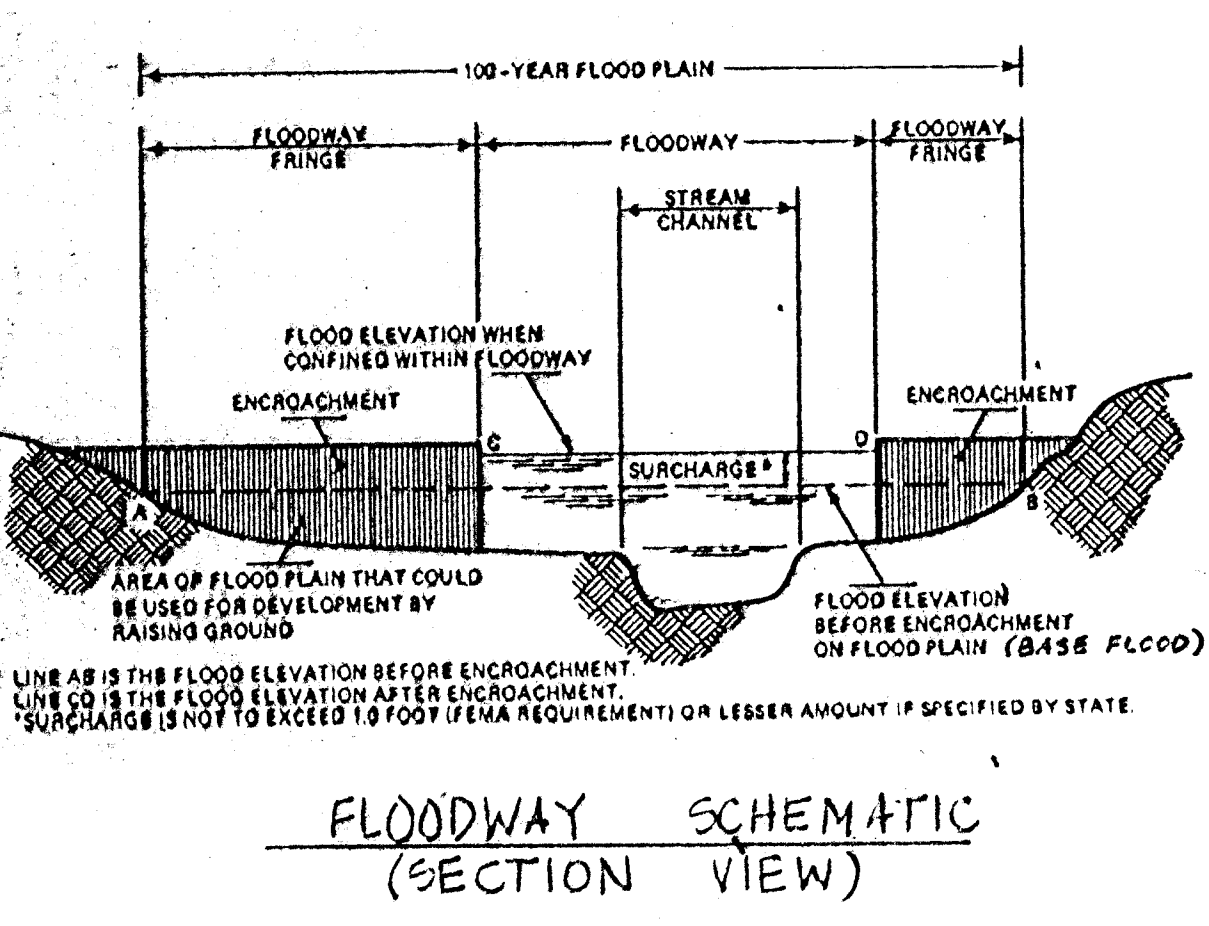 100-YEAR FLOOD PLAIN
FLOODWAY
FRINGE
FLOODWAY
FLOODWAY
FRINGE
STREAM
CHANNEL
FLOOD ELEVATION WHEN
CONFINED WITHIN FLOODWAY
ENCROACHMENT
ENCROACHMENT
C
D
SURCHARGE*
A
B
AREA OF FLOOD PLAIN THAT COULD
BE USED FOR DEVELOPMENT BY
RAISING GROUND
FLOOD ELEVATION
BEFORE ENCROACHMENT
ON FLOOD PLAIN (BASE FLOOD)
LINE AB IS THE FLOOD ELEVATION BEFORE ENCROACHMENT.
LINE CD IS THE FLOOD ELEVATION AFTER ENCROACHMENT.
*SURCHARGE IS NOT TO EXCEED 1.0 FOOT (FEMA REQUIREMENT) OR LESSER AMOUNT IF SPECIFIED BY STATE.
FLOODWAY SCHEMATIC
(SECTION VIEW)